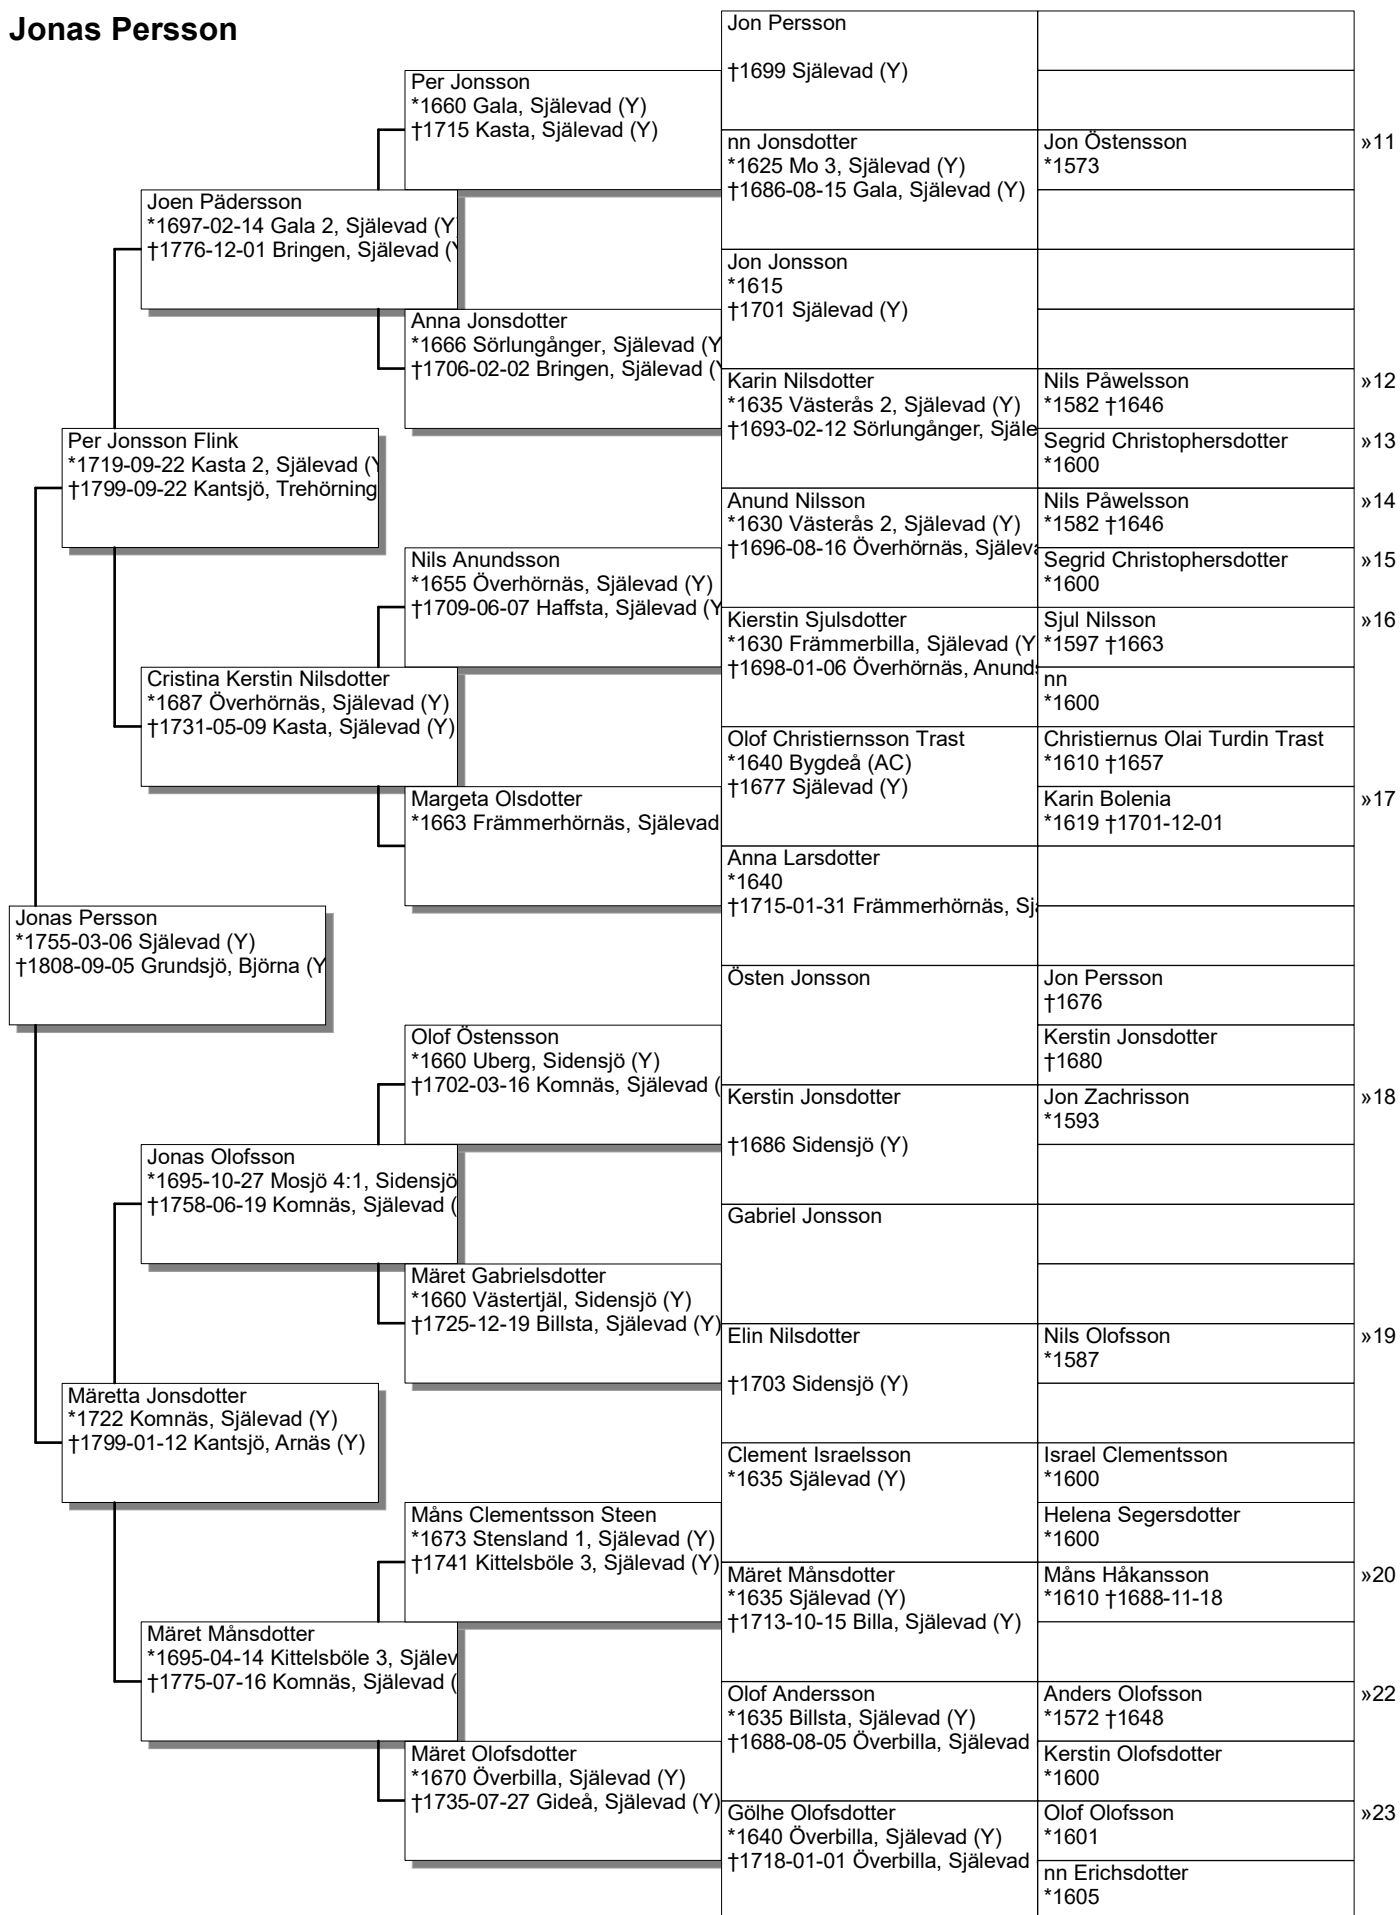 Jonas Persson
Jonas Persson
*1755-03-06 Själevad (Y)
†1808-09-05 Grundsjö, Björna (Y
Per Jonsson Flink
*1719-09-22 Kasta 2, Själevad (Y
†1799-09-22 Kantsjö, Trehörning
Märetta Jonsdotter
*1722 Komnäs, Själevad (Y)
†1799-01-12 Kantsjö, Arnäs (Y)
Joen Pädersson
*1697-02-14 Gala 2, Själevad (Y
†1776-12-01 Bringen, Själevad (Y
Cristina Kerstin Nilsdotter
*1687 Överhörnäs, Själevad (Y)
†1731-05-09 Kasta, Själevad (Y)
Jonas Olofsson
*1695-10-27 Mosjö 4:1, Sidensjö
†1758-06-19 Komnäs, Själevad (
Märet Månsdotter
*1695-04-14 Kittelsböle 3, Själev
†1775-07-16 Komnäs, Själevad (
Per Jonsson
*1660 Gala, Själevad (Y)
†1715 Kasta, Själevad (Y)
Anna Jonsdotter
*1666 Sörlungånger, Själevad (Y
†1706-02-02 Bringen, Själevad (Y
Nils Anundsson
*1655 Överhörnäs, Själevad (Y)
†1709-06-07 Haffsta, Själevad (Y
Margeta Olsdotter
*1663 Främmerhörnäs, Själevad
Olof Östensson
*1660 Uberg, Sidensjö (Y)
†1702-03-16 Komnäs, Själevad (
Märet Gabrielsdotter
*1660 Västertjäl, Sidensjö (Y)
†1725-12-19 Billsta, Själevad (Y)
Måns Clementsson Steen
*1673 Stensland 1, Själevad (Y)
†1741 Kittelsböle 3, Själevad (Y)
Märet Olofsdotter
*1670 Överbilla, Själevad (Y)
†1735-07-27 Gideå, Själevad (Y)
Jon Persson
†1699 Själevad (Y)
nn Jonsdotter
*1625 Mo 3, Själevad (Y)
†1686-08-15 Gala, Själevad (Y)
Jon Jonsson
*1615
†1701 Själevad (Y)
Karin Nilsdotter
*1635 Västerås 2, Själevad (Y)
†1693-02-12 Sörlungånger, Själe
Anund Nilsson
*1630 Västerås 2, Själevad (Y)
†1696-08-16 Överhörnäs, Själeva
Kierstin Sjulsdotter
*1630 Främmerbilla, Själevad (Y
†1698-01-06 Överhörnäs, Anunds
Olof Christiernsson Trast
*1640 Bygdeå (AC)
†1677 Själevad (Y)
Anna Larsdotter
*1640
†1715-01-31 Främmerhörnäs, Sjä
Östen Jonsson
Kerstin Jonsdotter
†1686 Sidensjö (Y)
Gabriel Jonsson
Elin Nilsdotter
†1703 Sidensjö (Y)
Clement Israelsson
*1635 Själevad (Y)
Märet Månsdotter
*1635 Själevad (Y)
†1713-10-15 Billa, Själevad (Y)
Olof Andersson
*1635 Billsta, Själevad (Y)
†1688-08-05 Överbilla, Själevad
Gölhe Olofsdotter
*1640 Överbilla, Själevad (Y)
†1718-01-01 Överbilla, Själevad
Jon Östensson »11
*1573
Nils Påwelsson »12
*1582 †1646
Segrid Christophersdotter »13
*1600
Nils Påwelsson »14
*1582 †1646
Segrid Christophersdotter »15
*1600
Sjul Nilsson »16
*1597 †1663
nn
*1600
Christiernus Olai Turdin Trast
*1610 †1657
Karin Bolenia »17
*1619 †1701-12-01
Jon Persson
†1676
Kerstin Jonsdotter
†1680
Jon Zachrisson »18
*1593
Nils Olofsson »19
*1587
Israel Clementsson
*1600
Helena Segersdotter
*1600
Måns Håkansson »20
*1610 †1688-11-18
Anders Olofsson »22
*1572 †1648
Kerstin Olofsdotter
*1600
Olof Olofsson »23
*1601
nn Erichsdotter
*1605